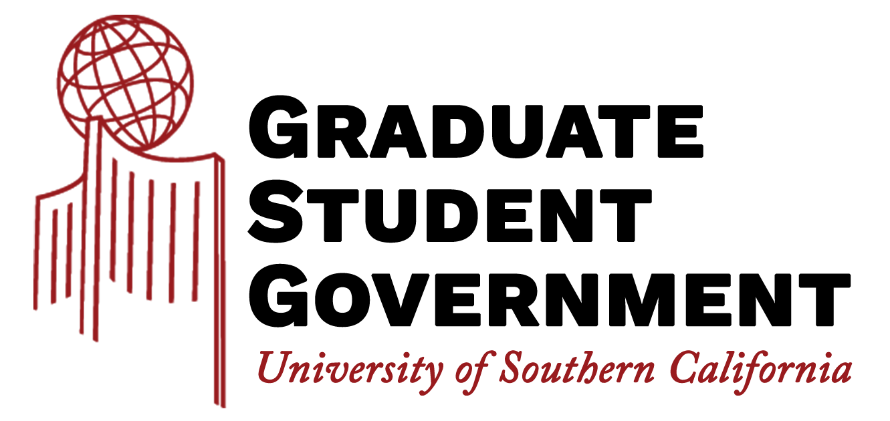 GRADUATE
STUDENT
GOVERNMENT
University of Southern California